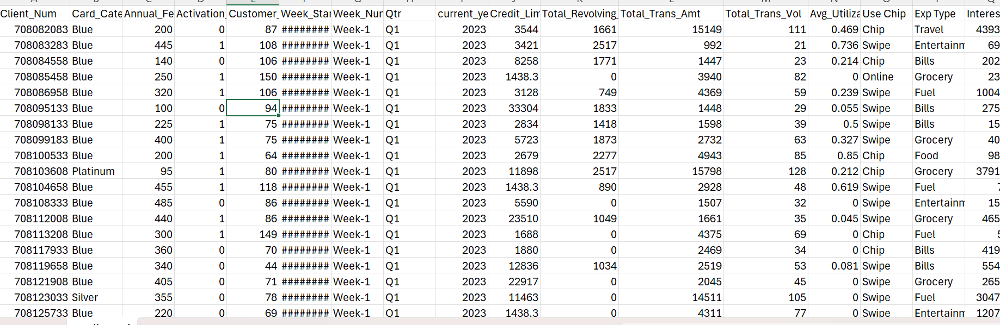 Client_Num Card_Cate Annual_Fe Activation_ Customer_ Week_Star Week_Num Qtr current_ye Credit_Lim Total_Revolving_ Total_Trans_Amt Total_Trans_Vol Avg_Utiliza Use Chip Exp Type Interes
708082083 Blue 200 0 87 ######## Week-1 Q1 2023 3544 1661 15149 111 0.469 Chip Travel 4393
708083283 Blue 445 1 108 ######## Week-1 Q1 2023 3421 2517 992 21 0.736 Swipe Entertainm 69
708084558 Blue 140 0 106 ######## Week-1 Q1 2023 8258 1771 1447 23 0.214 Chip Bills 202
708085458 Blue 250 1 150 ######## Week-1 Q1 2023 1438.3 0 3940 82 0 Online Grocery 23
708086958 Blue 320 1 106 ######## Week-1 Q1 2023 3128 749 4369 59 0.239 Swipe Fuel 1004
708095133 Blue 100 0 94 ######## Week-1 Q1 2023 33304 1833 1448 29 0.055 Swipe Bills 275
708098133 Blue 225 1 75 ######## Week-1 Q1 2023 2834 1418 1598 39 0.5 Swipe Bills 15
708099183 Blue 400 1 75 ######## Week-1 Q1 2023 5723 1873 2732 63 0.327 Swipe Grocery 40
708100533 Blue 200 1 64 ######## Week-1 Q1 2023 2679 2277 4943 85 0.85 Chip Food 98
708103608 Platinum 95 1 80 ######## Week-1 Q1 2023 11898 2517 15798 128 0.212 Chip Grocery 3791
708104658 Blue 455 1 118 ######## Week-1 Q1 2023 1438.3 890 2928 48 0.619 Swipe Fuel
708108333 Blue 485 0 86 ######## Week-1 Q1 2023 5590 0 1507 32 0 Swipe Entertainm 15
708112008 Blue 440 1 86 ######## Week-1 Q1 2023 23510 1049 1661 35 0.045 Swipe Grocery 465
708113208 Blue 300 1 149 ######## Week-1 Q1 2023 1688 0 4375 69 0 Chip Fuel
708117933 Blue 360 0 70 ######## Week-1 Q1 2023 1880 0 2469 34 0 Chip Bills 419
708119658 Blue 340 0 44 ######## Week-1 Q1 2023 12836 1034 2519 53 0.081 Swipe Bills 554
708121908 Blue 405 0 71 ######## Week-1 Q1 2023 22917 0 2045 45 0 Swipe Grocery 265
708123033 Silver 355 0 78 ######## Week-1 Q1 2023 11463 0 14511 105 0 Swipe Fuel 3047
708125733 Blue 220 0 69 ######## Week-1 Q1 2023 1438.3 0 4311 77 0 Swipe Entertainm 1207